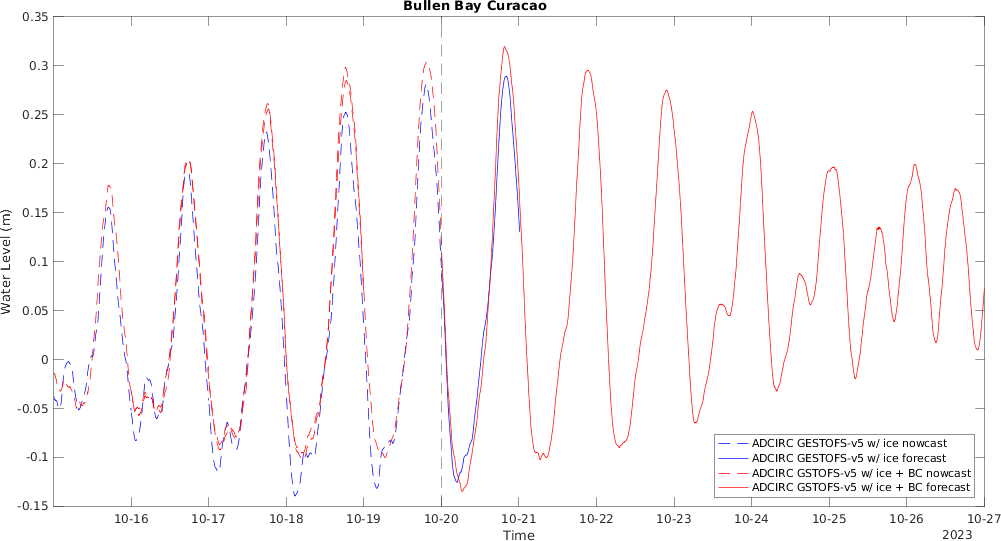 Bullen Bay Curacao
0.35
0.3
0.25
0.2
0.15
0.1
0.05
0
-0.05
-0.1
-0.15
Water Level (m)
ADCIRC GESTOFS-v5 w/ ice nowcast
ADCIRC GESTOFS-v5 w/ ice forecast
ADCIRC GSTOFS-v5 w/ ice + BC nowcast
ADCIRC GSTOFS-v5 w/ ice + BC forecast
10-16 10-17 10-18 10-19 10-20 10-21 10-22 10-23 10-24 10-25 10-26 10-27
Time
2023